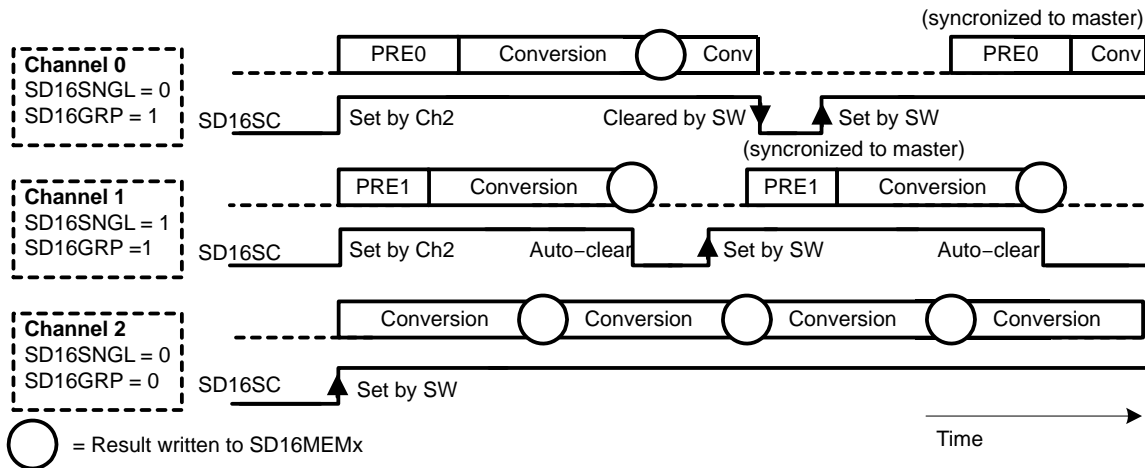 (syncronized to master)
Channel 0
SD16SNGL = 0
SD16GRP = 1
PRE0 Conversion Conv PRE0 Conv
SD16SC Set by Ch2 Cleared by SW Set by SW
(syncronized to master)
Channel 1
SD16SNGL = 1
SD16GRP =1
PRE1 Conversion PRE1 Conversion
SD16SC Set by Ch2 Auto−clear Set by SW Auto−clear
Channel 2
SD16SNGL = 0
SD16GRP = 0
Conversion Conversion Conversion Conversion
SD16SC Set by SW
= Result written to SD16MEMx
Time